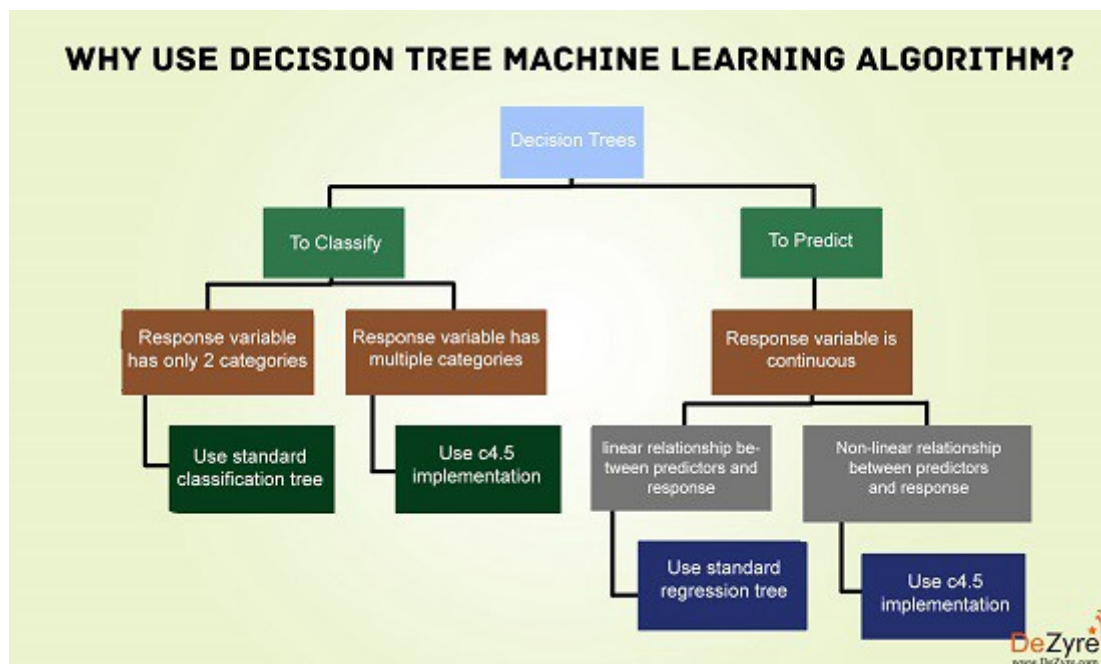 WHY USE DECISION TREE MACHINE LEARNING ALGORITHM?
Decision Trees
To Classify
To Predict
Response variable
has only 2 categories
Response variable has
multiple categories
Response variable is
continuous
Use standard
classification tree
Use c4.5
implementation
linear relationship be-
tween predictors and
response
Non-linear relationship
between predictors
and response
Use standard
regression tree
Use c4.5
implementation
DeZyre
www.DeZyre.com